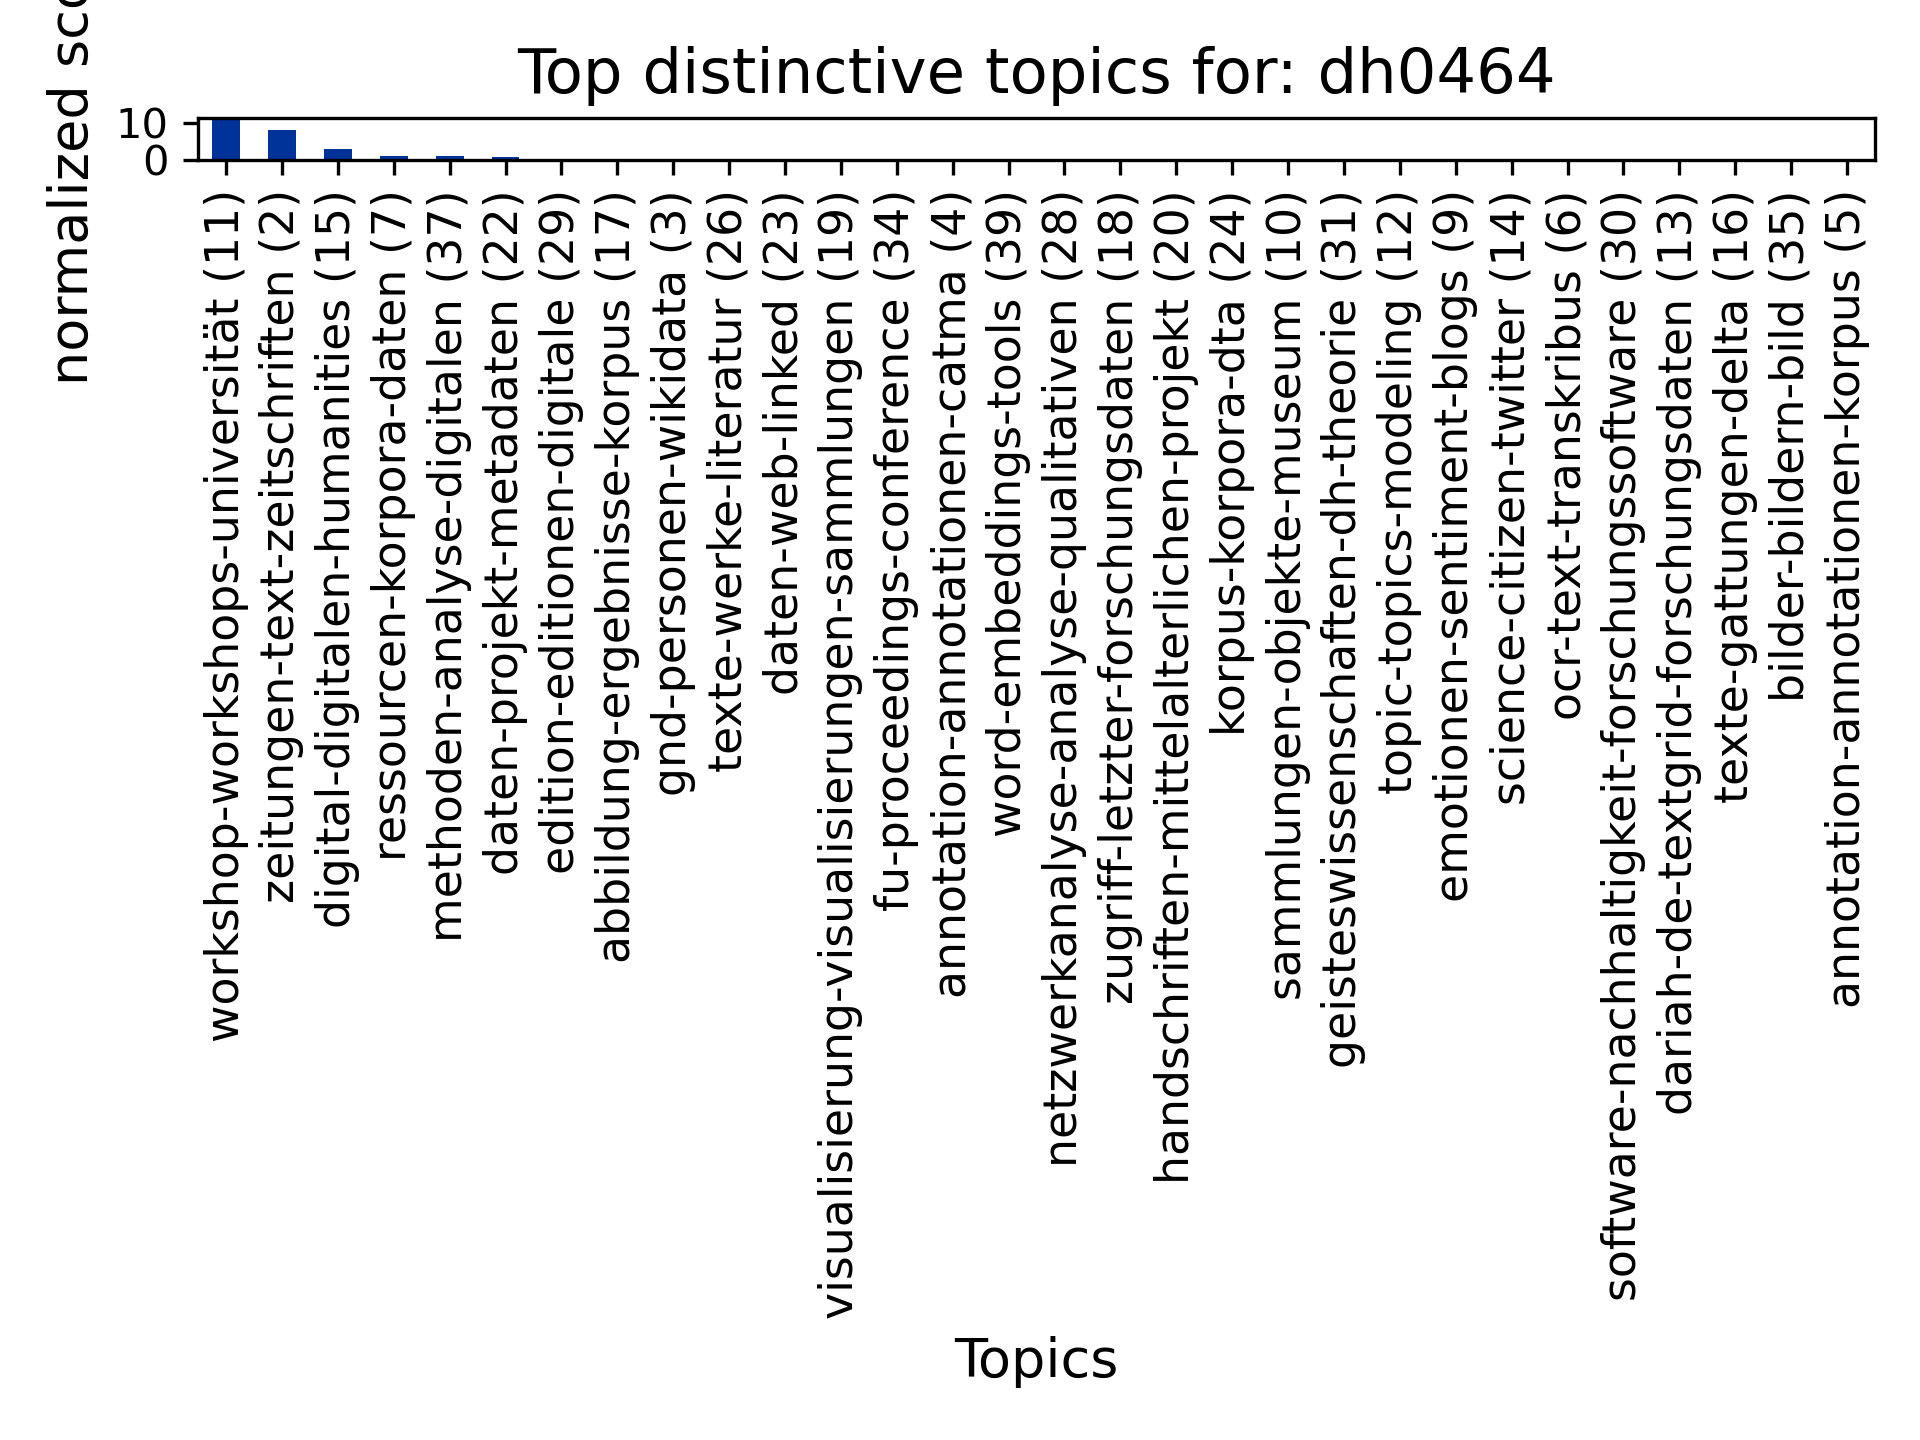 Top distinctive topics for: dh0464
normalized
10
0
workshop-workshops-universität (11)
zeitungen-text-zeitschriften (2)
digital-digitalen-humanities (15)
ressourcen-korpora-daten (7)
methoden-analyse-digitalen (37)
daten-projekt-metadaten (22)
edition-editionen-digitale (29)
abbildung-ergebnisse-korpus (17)
gnd-personen-wikidata (3)
texte-werke-literatur (26)
daten-web-linked (23)
visualisierung-visualisierungen-sammlungen (19)
fu-proceedings-conference (34)
annotation-annotationen-catma (4)
word-embeddings-tools (39)
netzwerkanalyse-analyse-qualitativen (28)
zugriff-letzter-forschungsdaten (18)
handschriften-mittelalterlichen-projekt (20)
korpus-korpora-dta (24)
sammlungen-objekte-museum (10)
geisteswissenschaften-dh-theorie (31)
topic-topics-modeling (12)
emotionen-sentiment-blogs (9)
science-citizen-twitter (14)
ocr-text-transkribus (6)
software-nachhaltigkeit-forschungssoftware (30)
dariah-de-textgrid-forschungsdaten (13)
texte-gattungen-delta (16)
bilder-bildern-bild (35)
annotation-annotationen-korpus (5)
Topics